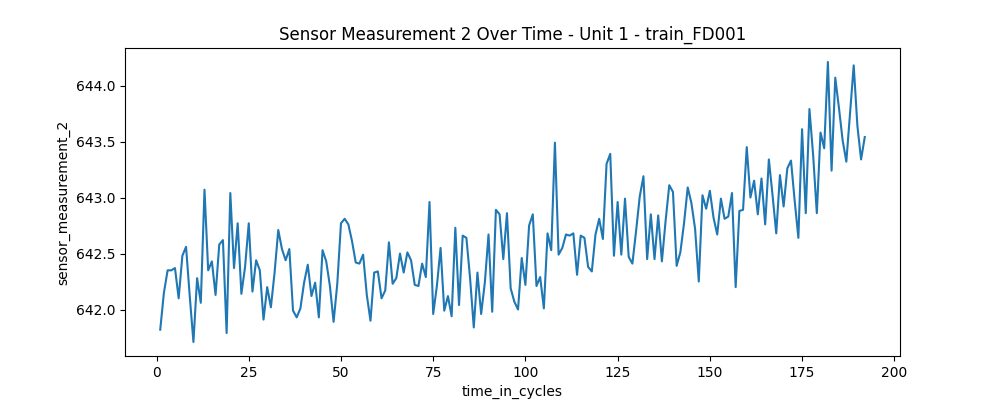 Sensor Measurement 2 Over Time - Unit 1 - train_FD001
644.0
643.5
643.0
642.5
642.0
sensor_measurement_2
0 25 50 75 100 125 150 175 200
time_in_cycles